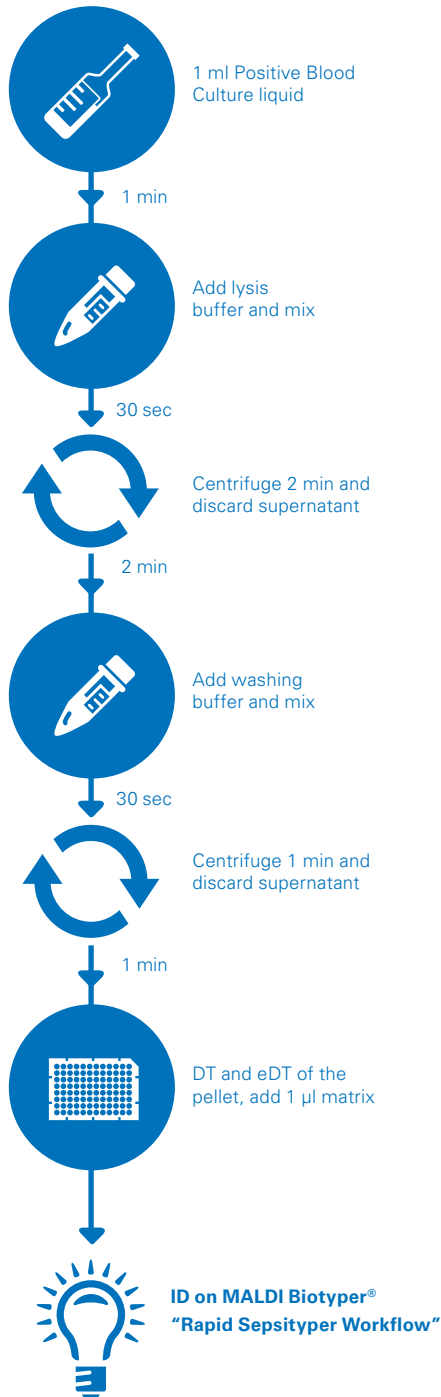 1 ml Positive Blood
Culture liquid
1 min
Add lysis
buffer and mix
30 sec
Centrifuge 2 min and
discard supernatant
2 min
Add washing
buffer and mix
30 sec
Centrifuge 1 min and
discard supernatant
1 min
DT and eDT of the
pellet, add 1 µl matrix
ID on MALDI Biotyper®
“Rapid Sepsityper Workflow”